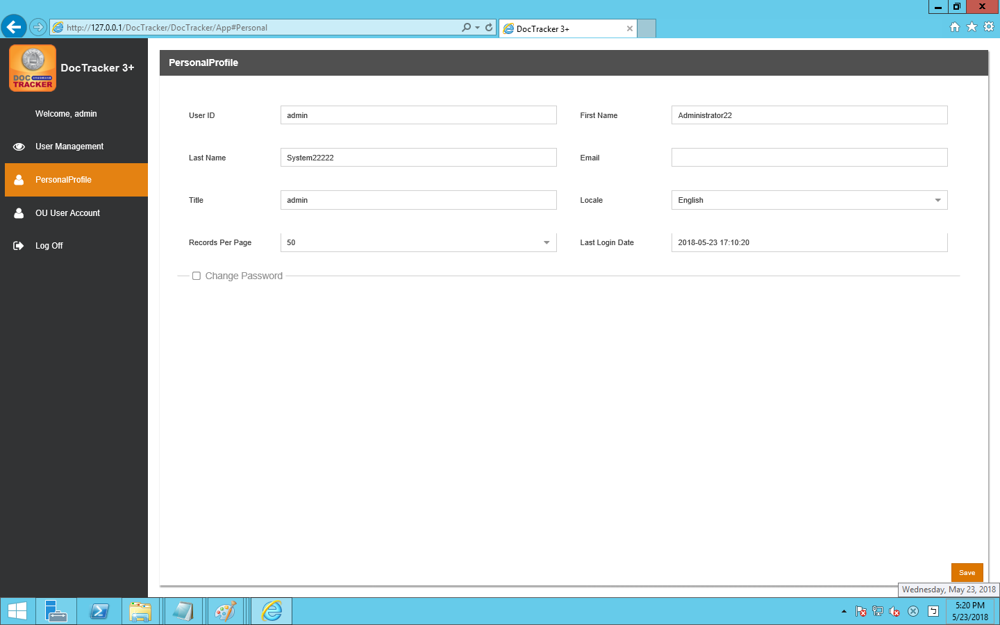 http://127.0.0.1/DocTracker/DocTracker/App#Personal
DocTracker 3+
DOC
TRACKER
DocTracker 3+
Welcome, admin
User Management
PersonalProfile
OU User Account
Log Off
PersonalProfile
User ID admin First Name Administrator22
Last Name System22222 Email
Title admin Locale English
Records Per Page 50 Last Login Date 2018-05-23 17:10:20
Change Password
Save
Wednesday, May 23, 2018
5:20 PM
5/23/2018